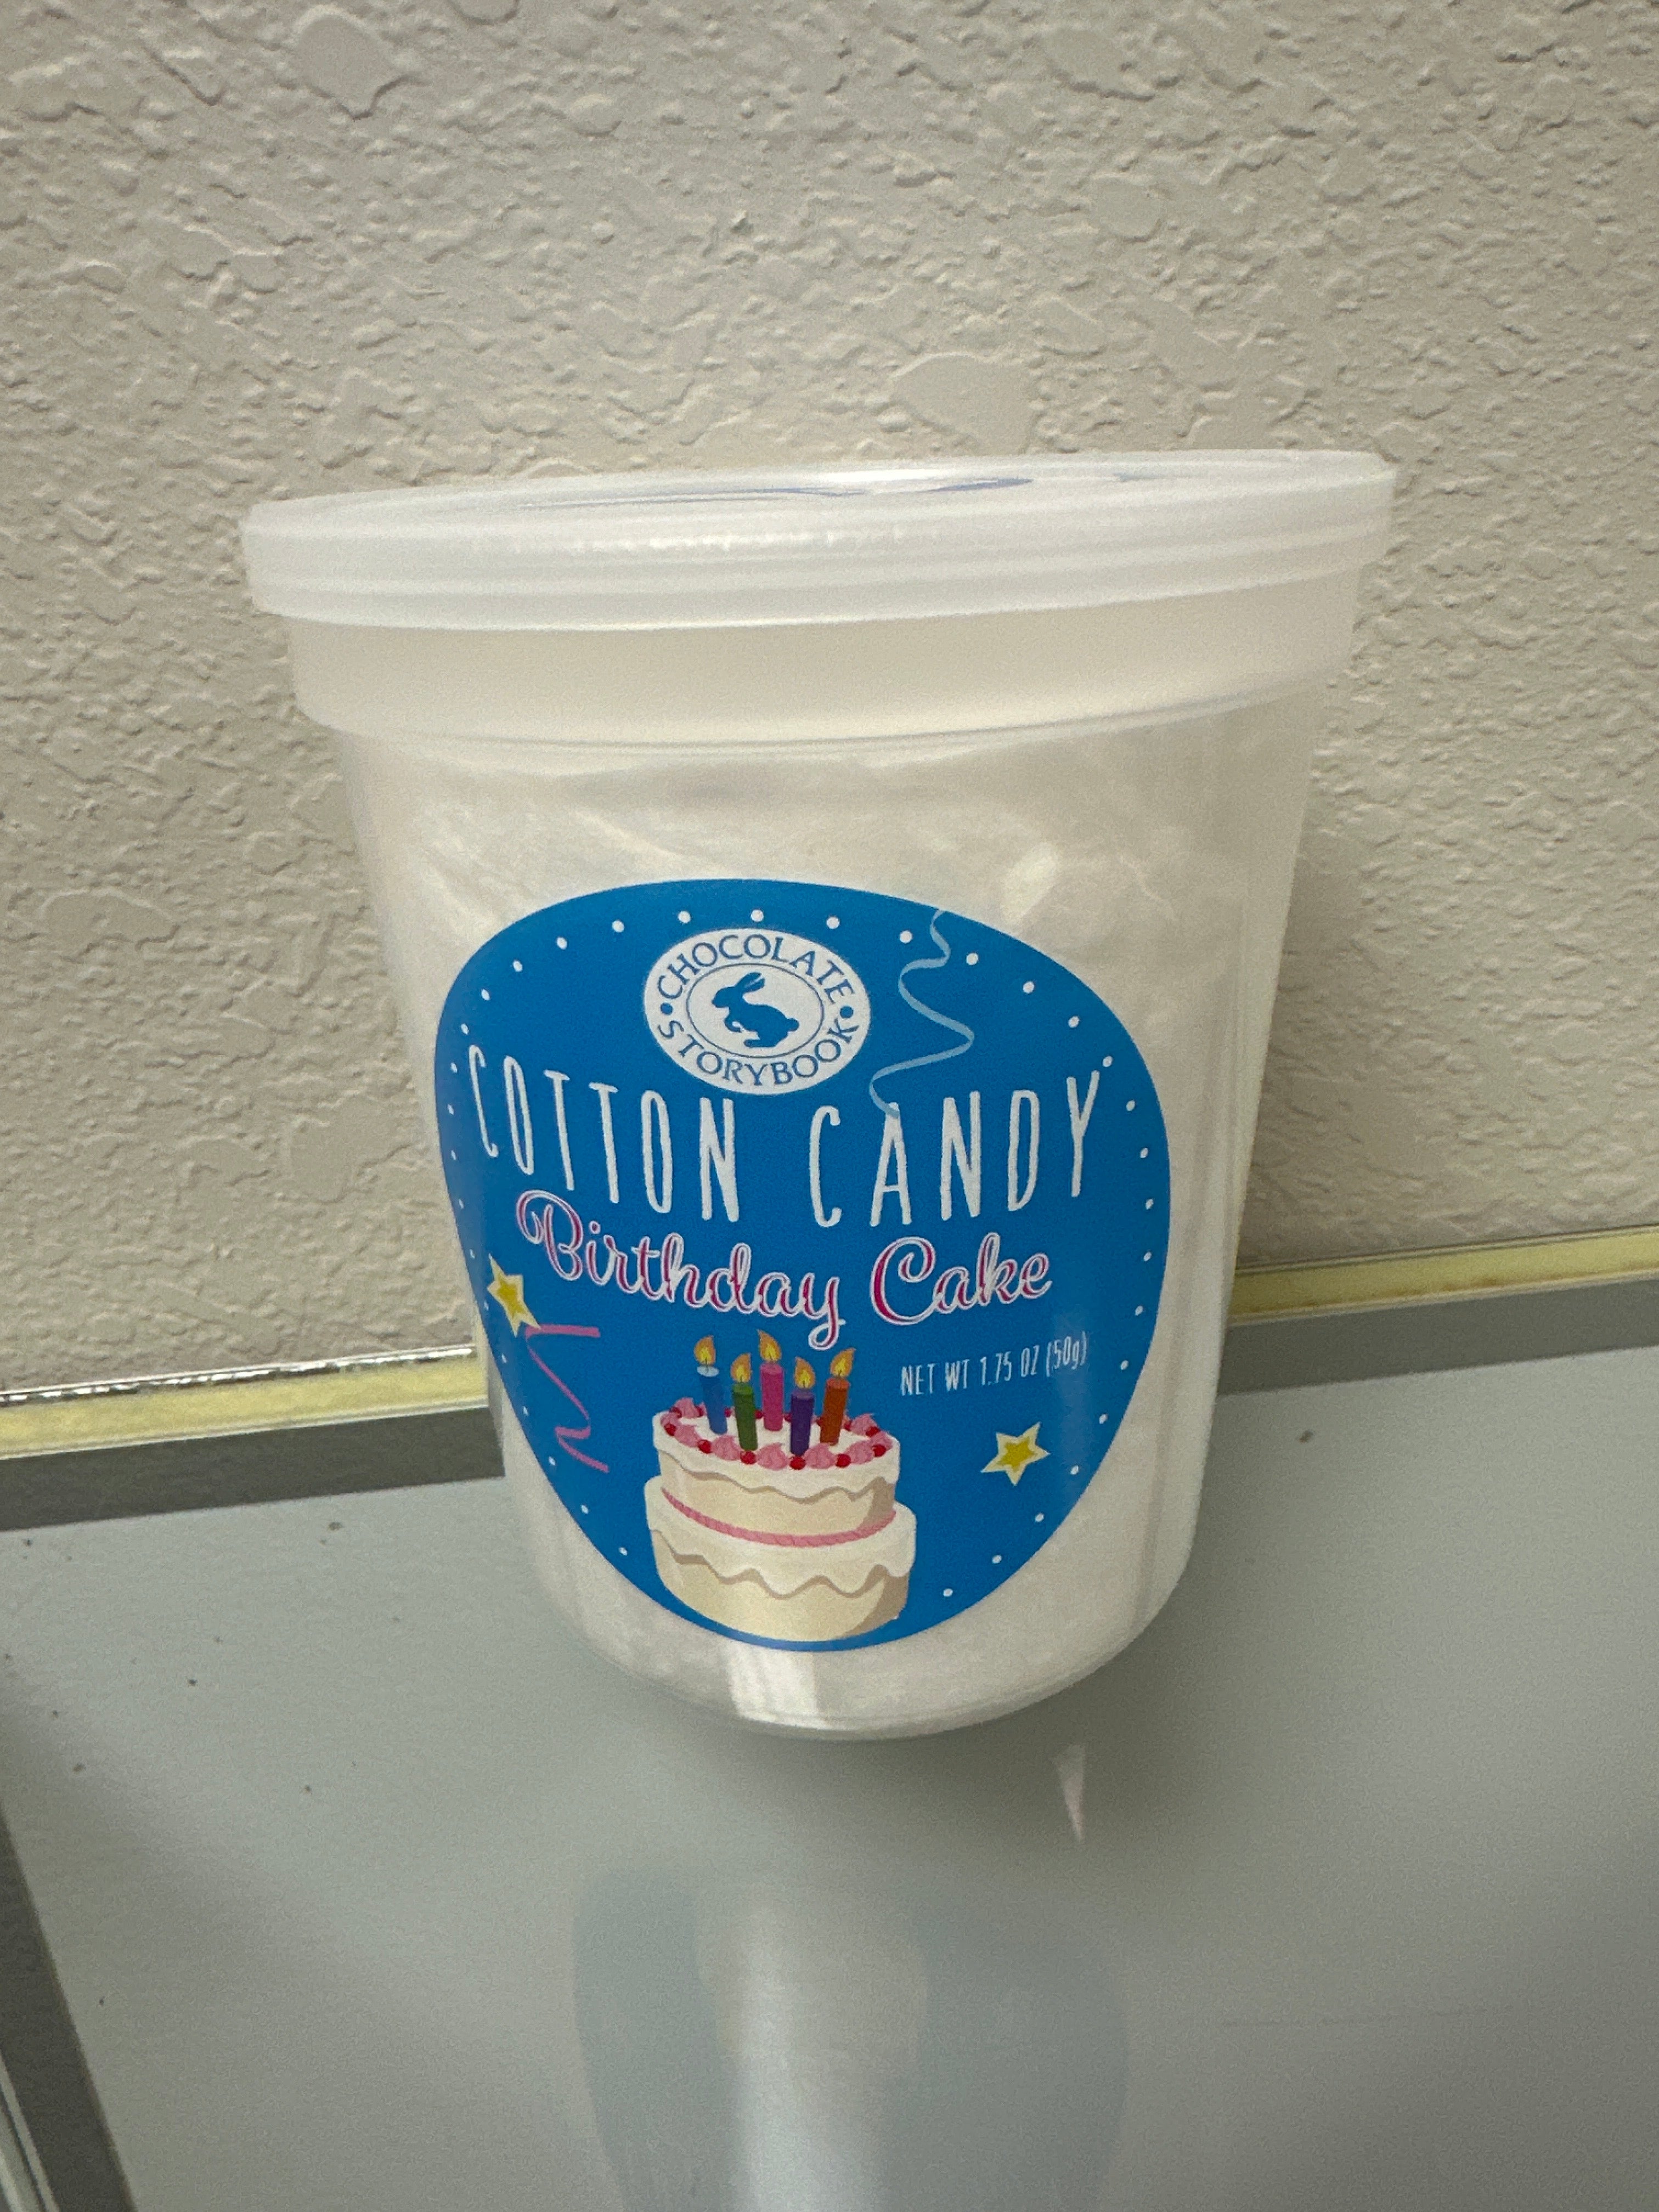 CHOCOLATE
STORYBOOK
COTTON CANDY
Birthday Cake
NET WT 1.75 OZ (50g)